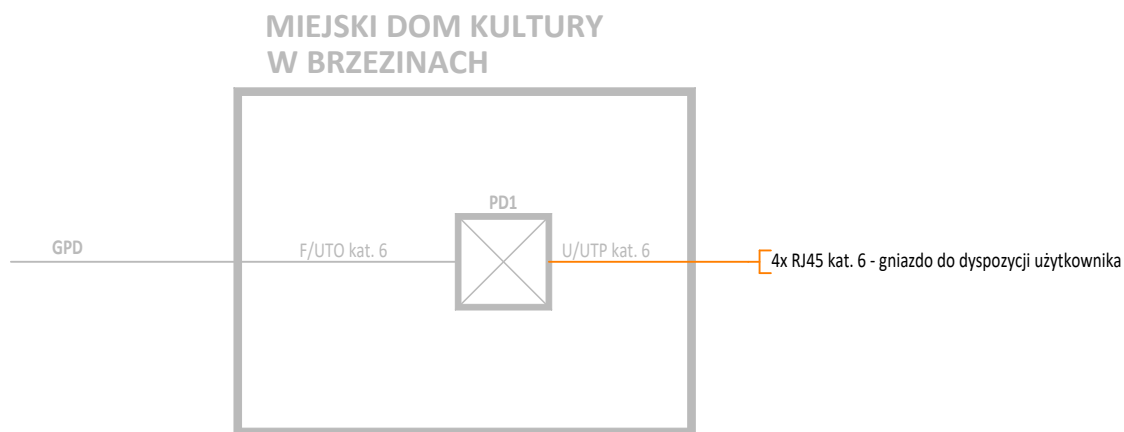 MIEJSKI DOM KULTURY
W BRZEZINACH
PD1
GPD
F/UTO kat. 6
U/UTP kat. 6
4x RJ45 kat. 6 - gniazdo do dyspozycji użytkownika